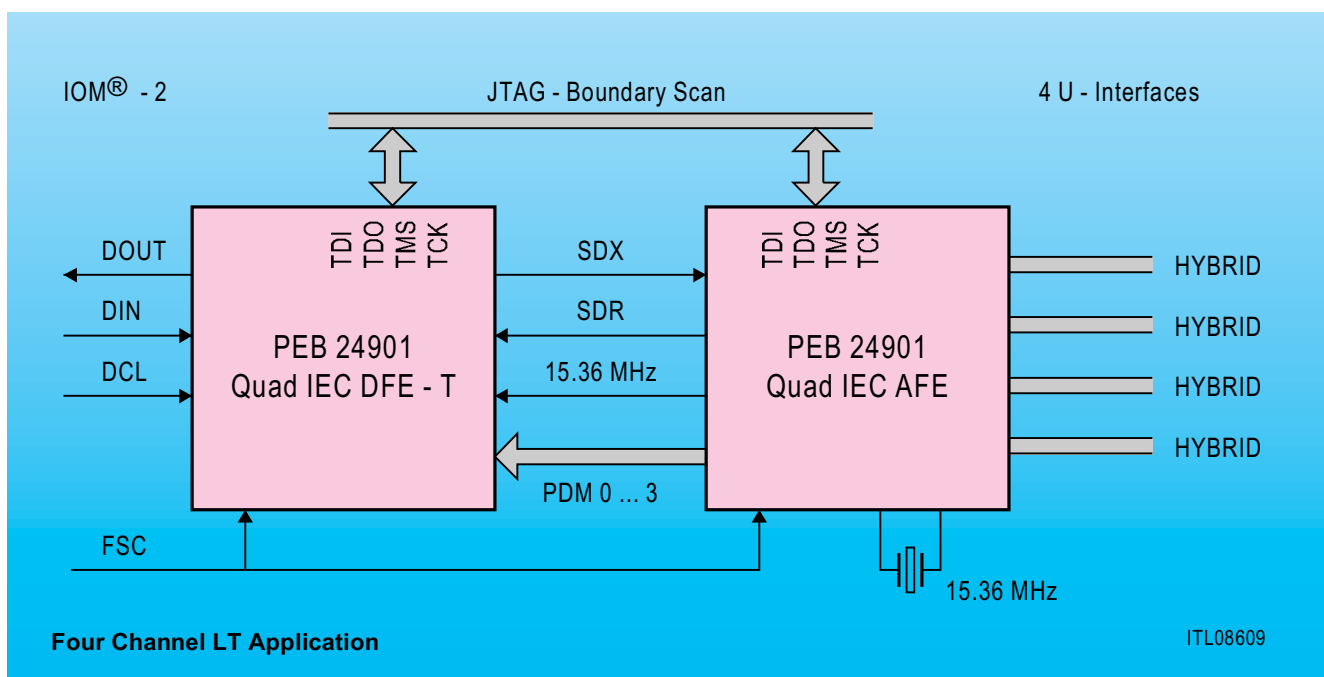 IOM® - 2
JTAG - Boundary Scan
4 U - Interfaces
TDI
TDO
TMS
TCK
TDI
TDO
TMS
TCK
DOUT
SDX
HYBRID
DIN
SDR
HYBRID
PEB 24901
Quad IEC DFE - T
PEB 24901
Quad IEC AFE
DCL
15.36 MHz
HYBRID
HYBRID
PDM 0 ... 3
FSC
15.36 MHz
Four Channel LT Application
ITL08609